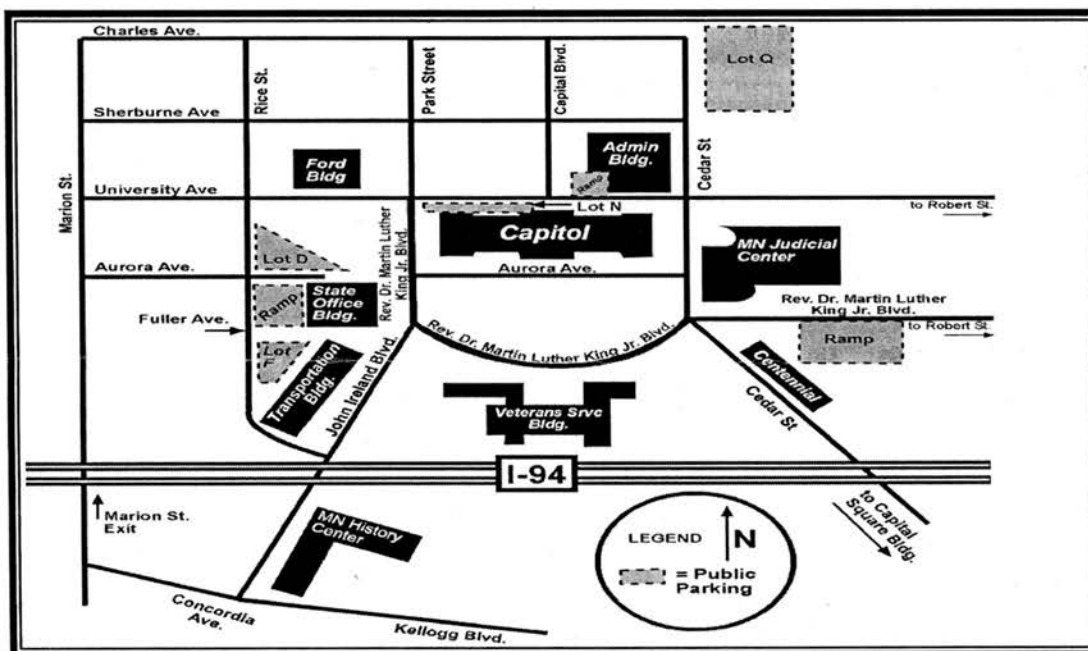 Charles Ave.
Rice St.
Park Street
Capital Blvd.
Lot Q
Sherburne Ave
Marion St.
Ford
Bldg
Admin
Bldg.
Ramp
Cedar St
University Ave
to Robert St.
Lot N
Capitol
Lot D
Rev. Dr. Martin Luther
King Jr. Blvd.
MN Judicial
Center
Aurora Ave.
Aurora Ave.
Ramp
State
Office
Bldg.
Rev. Dr. Martin Luther
King Jr. Blvd.
Fuller Ave.
to Robert St.
Rev. Dr. Martin Luther King Jr. Blvd.
Ramp
Lot
F
Transportation
Bldg.
John Ireland Blvd.
Centennial
Cedar St
Veterans Srvc
Bldg.
I-94
Marion St.
Exit
MN History
Center
to Capital
Square Bldg.
LEGEND
N
= Public
Parking
Concordia
Ave.
Kellogg Blvd.